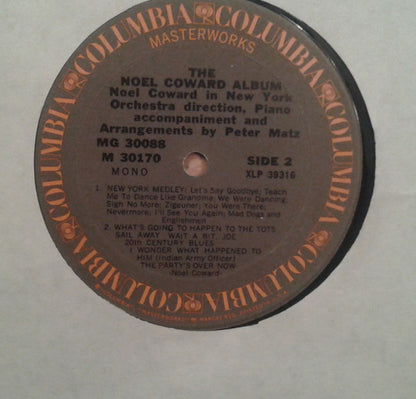 COLUMBIA COLUMBIA COLUMBIA COLUMBIA COLUMBIA COLUMBIA
MASTERWORKS
THE
NOEL COWARD ALBUM
Noel Coward in New York
Orchestra direction, Piano
accompaniment and
Arrangements by Peter Matz
MG 30088
M 30170 SIDE 2
MONO XLP 39316
1. NEW YORK MEDLEY: Let's Say Goodbye; Teach
Me To Dance Like Grandma; We Were Dancing;
Sigh No More; Zigeuner; You Were There;
Nevermore; I'll See You Again; Mad Dogs and
Englishmen
2. WHAT'S GOING TO HAPPEN TO THE TOTS
SAIL AWAY WAIT A BIT, JOE
20th CENTURY BLUES
I WONDER WHAT HAPPENED TO
HIM (Indian Army Officer)
THE PARTY'S OVER NOW
-Noel Coward-